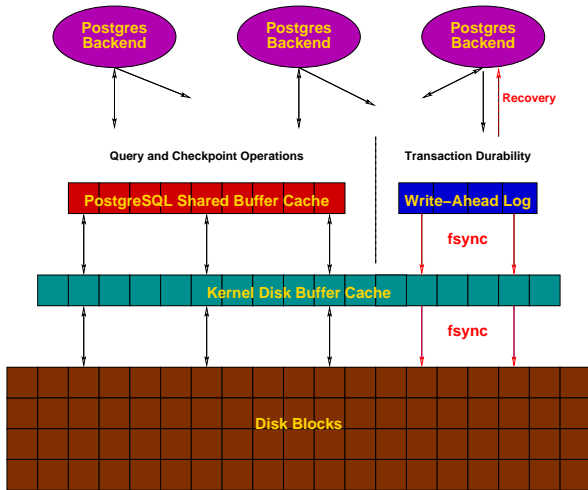 Postgres
Backend
Postgres
Backend
Postgres
Backend
Recovery
Query and Checkpoint Operations
Transaction Durability
PostgreSQL Shared Buffer Cache
Write−Ahead Log
fsync
Kernel Disk Buffer Cache
fsync
Disk Blocks